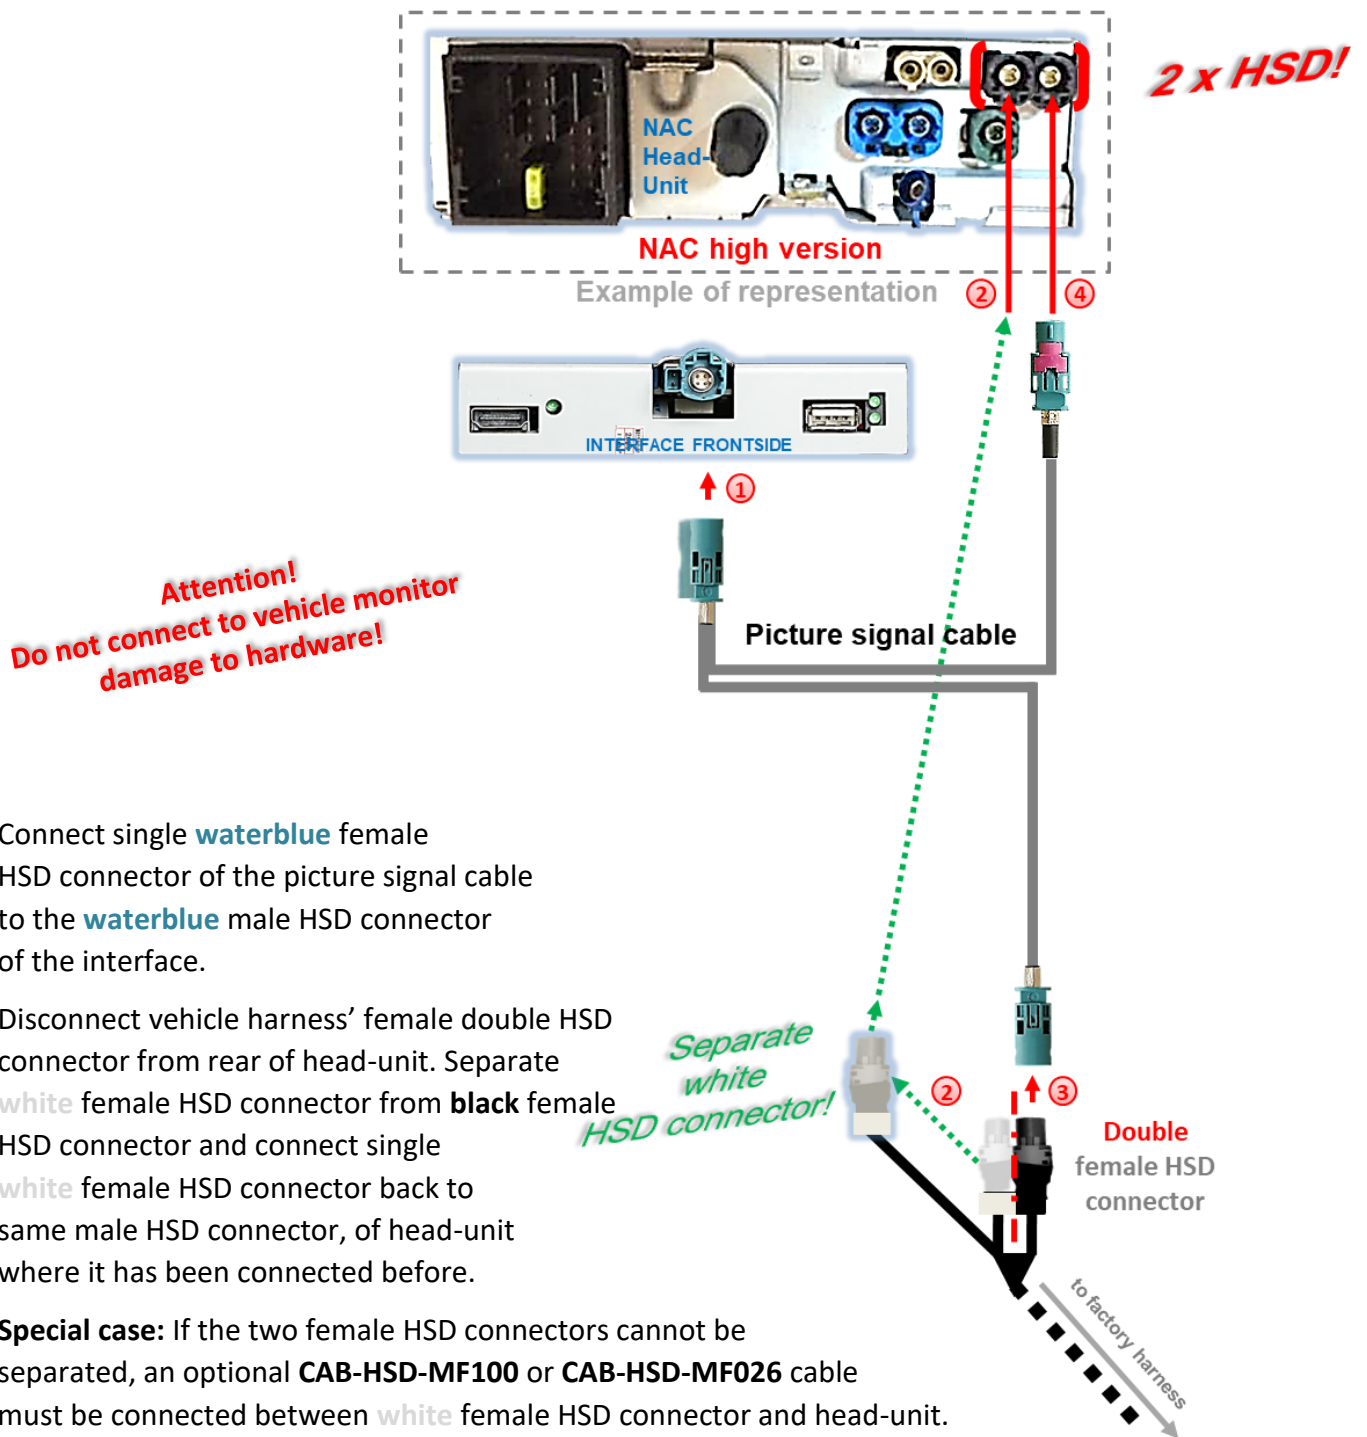 2 x HSD!
NAC
Head-
Unit
NAC high version
Example of representation
2
4
INTERFACE FRONTSIDE
1
Attention!
Do not connect to vehicle monitor
damage to hardware!
Picture signal cable
Connect single waterblue female
HSD connector of the picture signal cable
to the waterblue male HSD connector
of the interface.
Disconnect vehicle harness’ female double HSD
connector from rear of head-unit. Separate
white female HSD connector from black female
HSD connector and connect single
white female HSD connector back to
same male HSD connector, of head-unit
where it has been connected before.
Separate
white
HSD connector!
2
3
Double
female HSD
connector
to factory harness
Special case: If the two female HSD connectors cannot be
separated, an optional CAB-HSD-MF100 or CAB-HSD-MF026 cable
must be connected between white female HSD connector and head-unit.